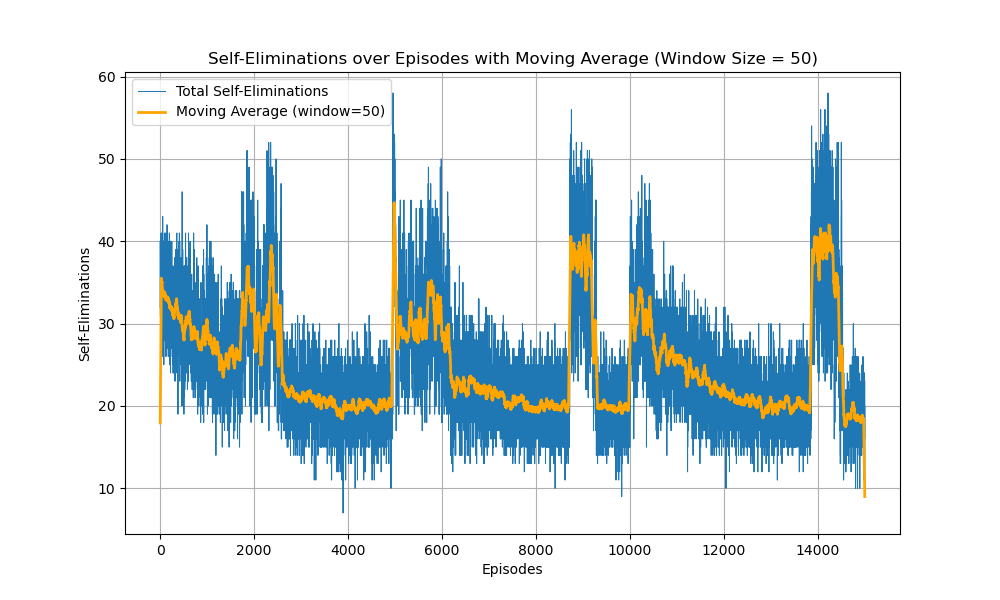 Self-Eliminations over Episodes with Moving Average (Window Size = 50)
Total Self-Eliminations
Moving Average (window=50)
60
50
40
30
20
10
Self-Eliminations
0 2000 4000 6000 8000 10000 12000 14000
Episodes